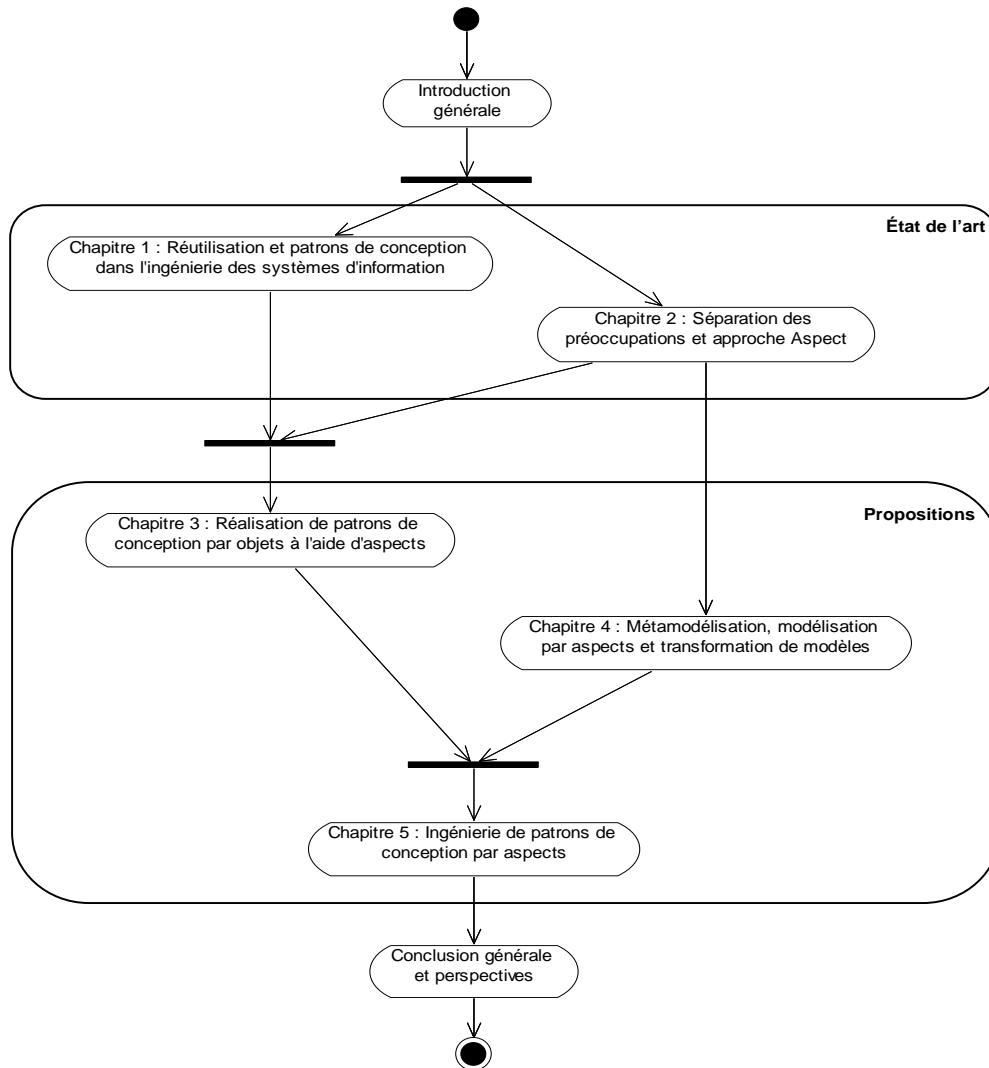 Introduction
générale
État de l'art
Chapitre 1 : Réutilisation et patrons de conception
dans l'ingénierie des systèmes d'information
Chapitre 2 : Séparation des
préoccupations et approche Aspect
Propositions
Chapitre 3 : Réalisation de patrons de
conception par objets à l'aide d'aspects
Chapitre 4 : Métamodélisation, modélisation
par aspects et transformation de modèles
Chapitre 5 : Ingénierie de patrons de
conception par aspects
Conclusion générale
et perspectives